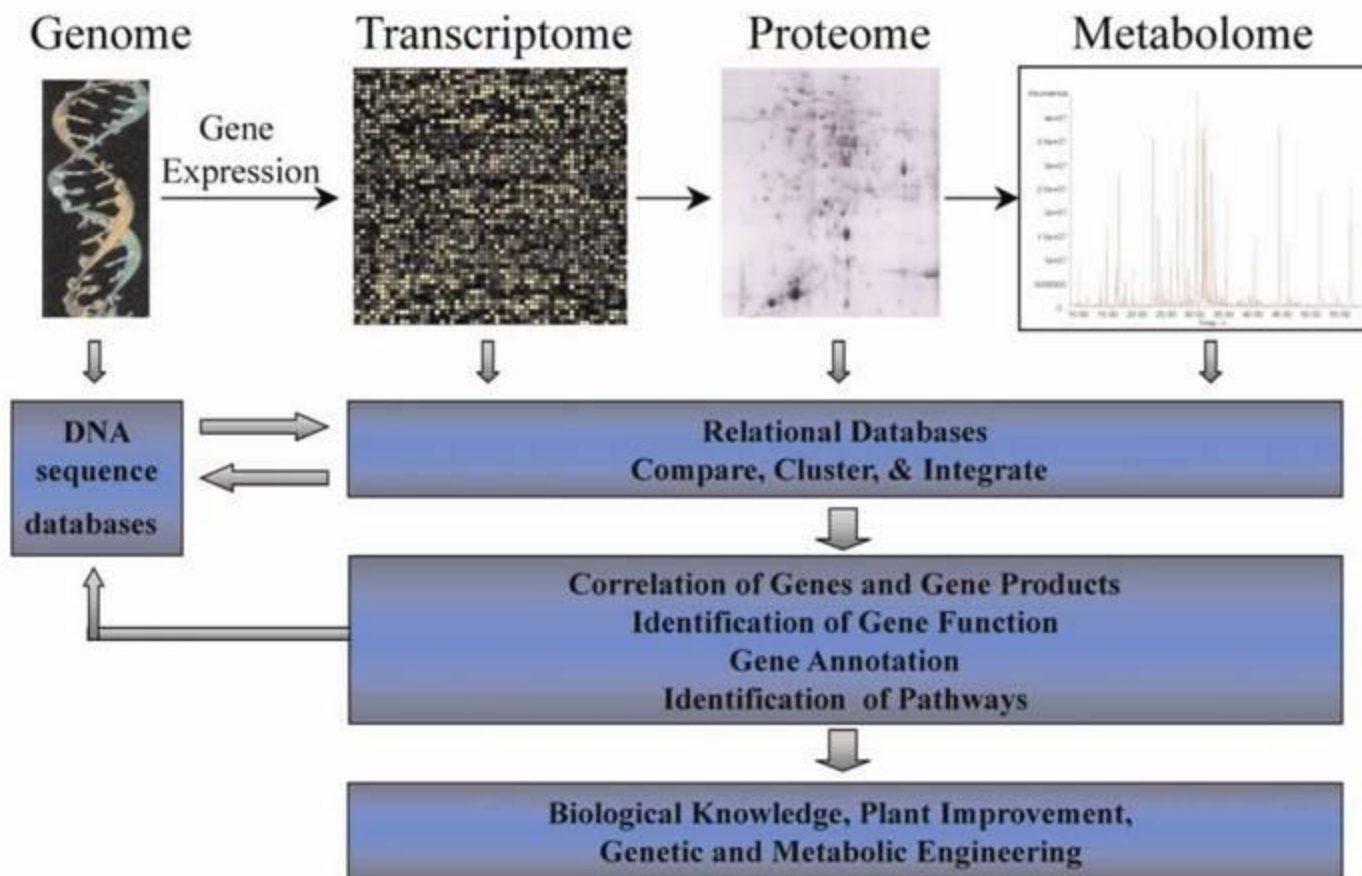 Genome
Transcriptome
Proteome
Metabolome
Gene
Expression
DNA
sequence
databases
Relational Databases
Compare, Cluster, & Integrate
Correlation of Genes and Gene Products
Identification of Gene Function
Gene Annotation
Identification of Pathways
Biological Knowledge, Plant Improvement,
Genetic and Metabolic Engineering